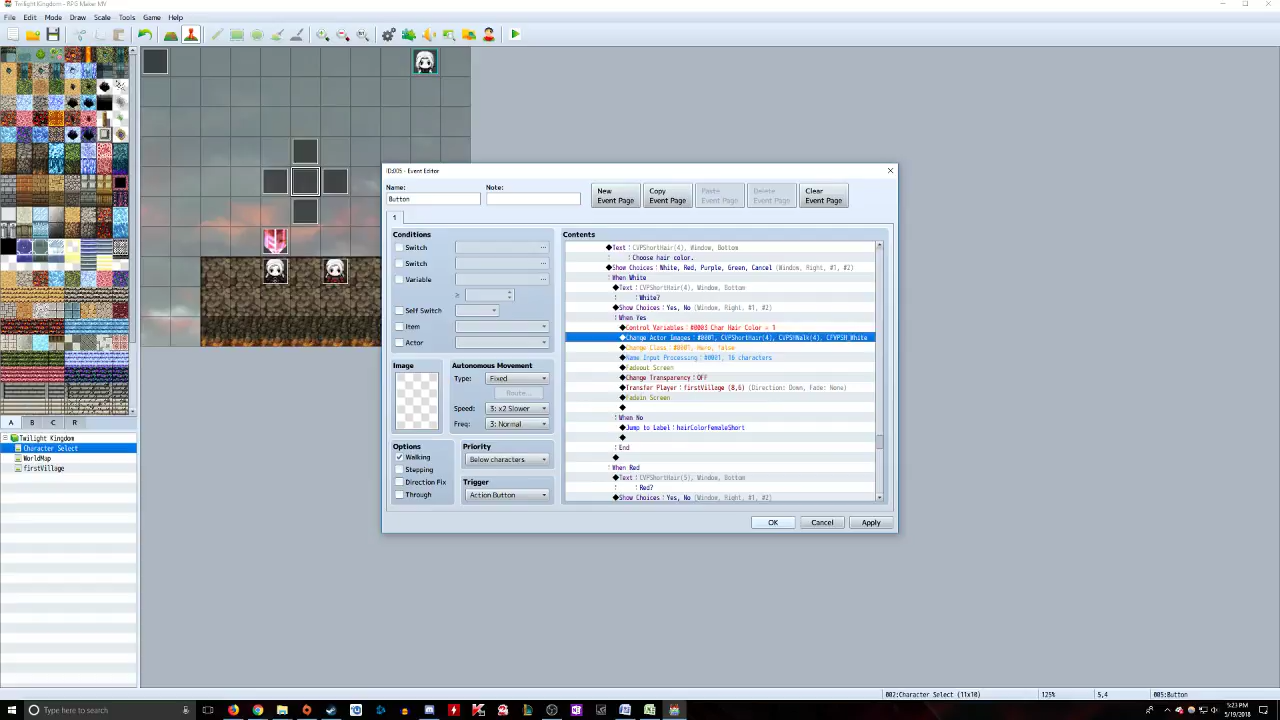 Twilight Kingdom - RPG Maker MV
File Edit Mode Draw Scale Tools Game Help
A B C R
Twilight Kingdom
Character Select
WorldMap
firstVillage
ID:005 - Event Editor
Name:
Note:
Button
New Event Page
Copy Event Page
Paste Event Page
Delete Event Page
Clear Event Page
1
Conditions
Switch
Switch
Variable
≥
Self Switch
Item
Actor
Image
Autonomous Movement
Type: Fixed
Route...
Speed: 3: x2 Slower
Freq: 3: Normal
Options
Walking
Stepping
Direction Fix
Through
Priority
Below characters
Trigger
Action Button
Contents
◆Text : CVPShortHair(4), Window, Bottom
: : Choose hair color.
◆Show Choices : White, Red, Purple, Green, Cancel (Window, Right, #1, #2)
: When White
◆Text : CVPShortHair(4), Window, Bottom
: : White?
◆Show Choices : Yes, No (Window, Right, #1, #2)
: When Yes
◆Control Variables : #0003 Char Hair Color = 1
◆Change Actor Images : #0001, CVPShortHair(4), CVPSHWalk(4), CFYPSH_White
◆Change Class : #0001, Hero, false
◆Name Input Processing : #0001, 16 characters
◆Fadeout Screen
◆Change Transparency : OFF
◆Transfer Player : firstVillage (8,6) (Direction: Down, Fade: None)
◆Fadein Screen
◆
: When No
◆Jump to Label : hairColorFemaleShort
◆
: End
◆
: When Red
◆Text : CVPShortHair(5), Window, Bottom
: : Red?
◆Show Choices : Yes, No (Window, Right, #1, #2)
OK
Cancel
Apply
002:Character Select (11x10)
125%
5,4
005:Button
Type here to search
5:23 PM
5/19/2018